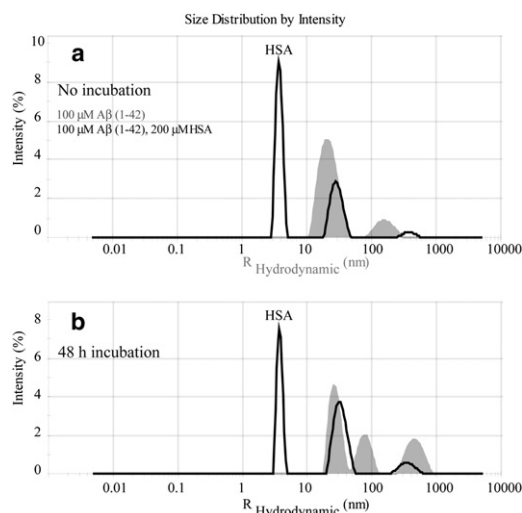 Size Distribution by Intensity
a
HSA
No incubation
100 µM Aβ (1-42)
100 µM Aβ (1-42), 200 µMHSA
Intensity (%)
10
8
6
4
2
0
0.01 0.1 1 10 100 1000 10000
R Hydrodynamic (nm)
b
HSA
48 h incubation
Intensity (%)
8
6
4
2
0
0.01 0.1 1 10 100 1000 10000
R Hydrodynamic (nm)